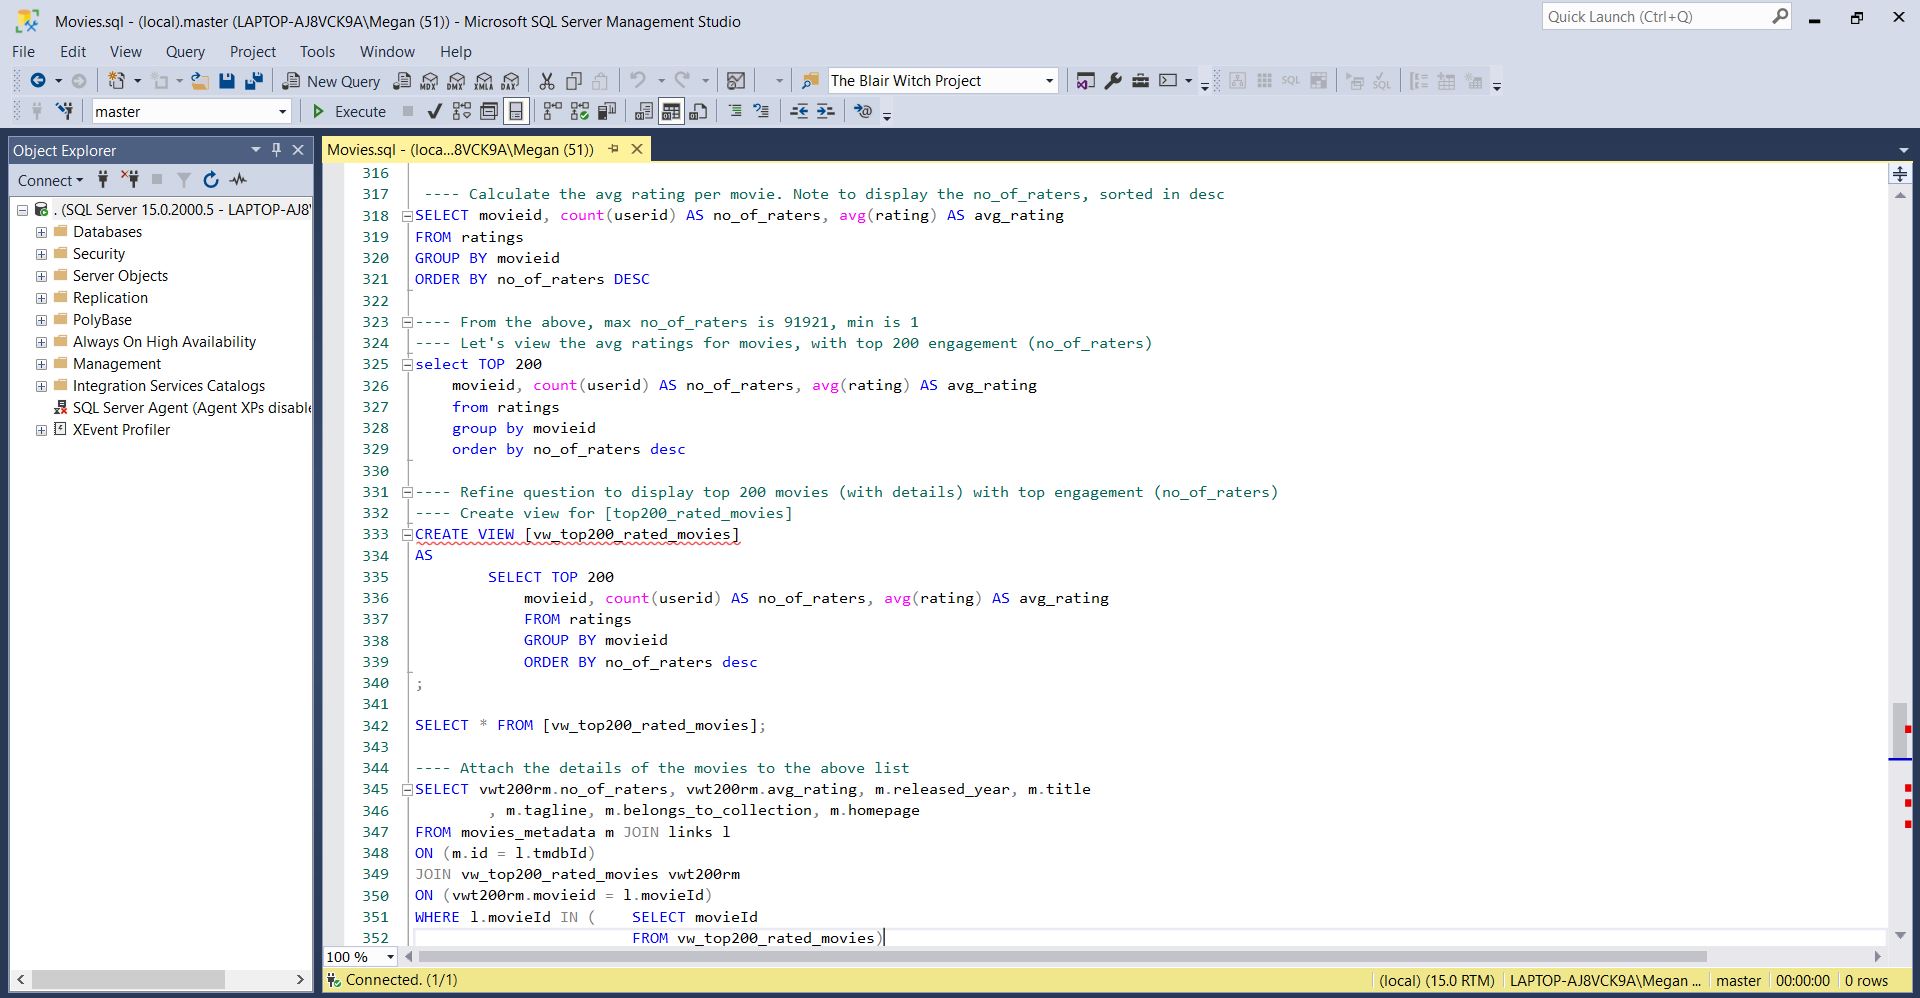 Movies.sql - (local).master (LAPTOP-AJ8VCK9A\Megan (51)) - Microsoft SQL Server Management Studio
Quick Launch (Ctrl+Q)
File Edit View Query Project Tools Window Help
New Query MDX DMX XMLA DAX The Blair Witch Project SQL
master Execute
Object Explorer
Connect
. (SQL Server 15.0.2000.5 - LAPTOP-AJ8
Databases
Security
Server Objects
Replication
PolyBase
Always On High Availability
Management
Integration Services Catalogs
SQL Server Agent (Agent XPs disable
XEvent Profiler
Movies.sql - (loca...8VCK9A\Megan (51))
316
317 ---- Calculate the avg rating per movie. Note to display the no_of_raters, sorted in desc
318 SELECT movieid, count(userid) AS no_of_raters, avg(rating) AS avg_rating
319 FROM ratings
320 GROUP BY movieid
321 ORDER BY no_of_raters DESC
322
323 ---- From the above, max no_of_raters is 91921, min is 1
324 ---- Let's view the avg ratings for movies, with top 200 engagement (no_of_raters)
325 select TOP 200
326 movieid, count(userid) AS no_of_raters, avg(rating) AS avg_rating
327 from ratings
328 group by movieid
329 order by no_of_raters desc
330
331 ---- Refine question to display top 200 movies (with details) with top engagement (no_of_raters)
332 ---- Create view for [top200_rated_movies]
333 CREATE VIEW [vw_top200_rated_movies]
334 AS
335 SELECT TOP 200
336 movieid, count(userid) AS no_of_raters, avg(rating) AS avg_rating
337 FROM ratings
338 GROUP BY movieid
339 ORDER BY no_of_raters desc
340 ;
341
342 SELECT * FROM [vw_top200_rated_movies];
343
344 ---- Attach the details of the movies to the above list
345 SELECT vwt200rm.no_of_raters, vwt200rm.avg_rating, m.released_year, m.title
346 , m.tagline, m.belongs_to_collection, m.homepage
347 FROM movies_metadata m JOIN links l
348 ON (m.id = l.tmdbId)
349 JOIN vw_top200_rated_movies vwt200rm
350 ON (vwt200rm.movieid = l.movieId)
351 WHERE l.movieId IN ( SELECT movieId
352 FROM vw_top200_rated_movies)
100 %
Connected. (1/1)
(local) (15.0 RTM) LAPTOP-AJ8VCK9A\Megan ... master 00:00:00 0 rows